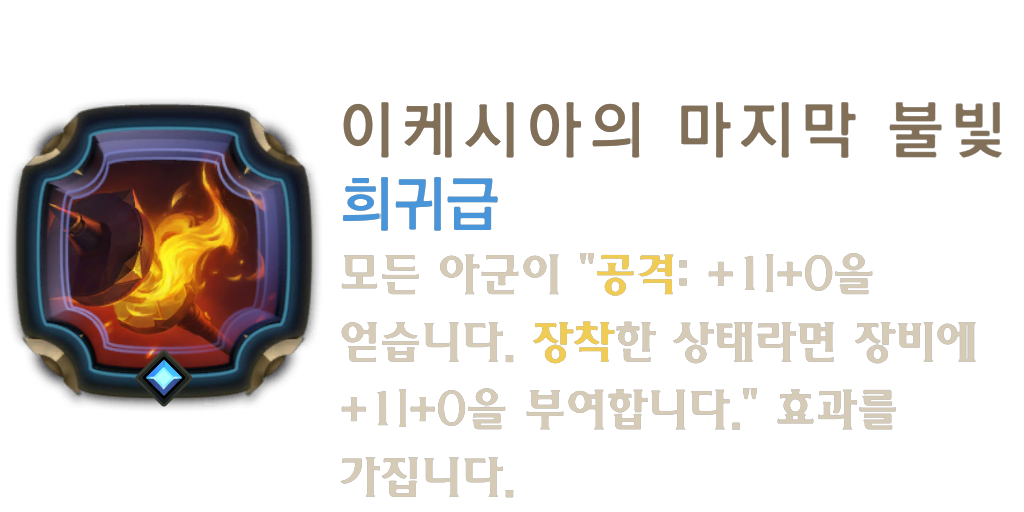 이케시아의 마지막 불빛
희귀급
모든 아군이 "공격: +1|+0을
얻습니다. 장착한 상태라면 장비에
+1|+0을 부여합니다." 효과를
가집니다.